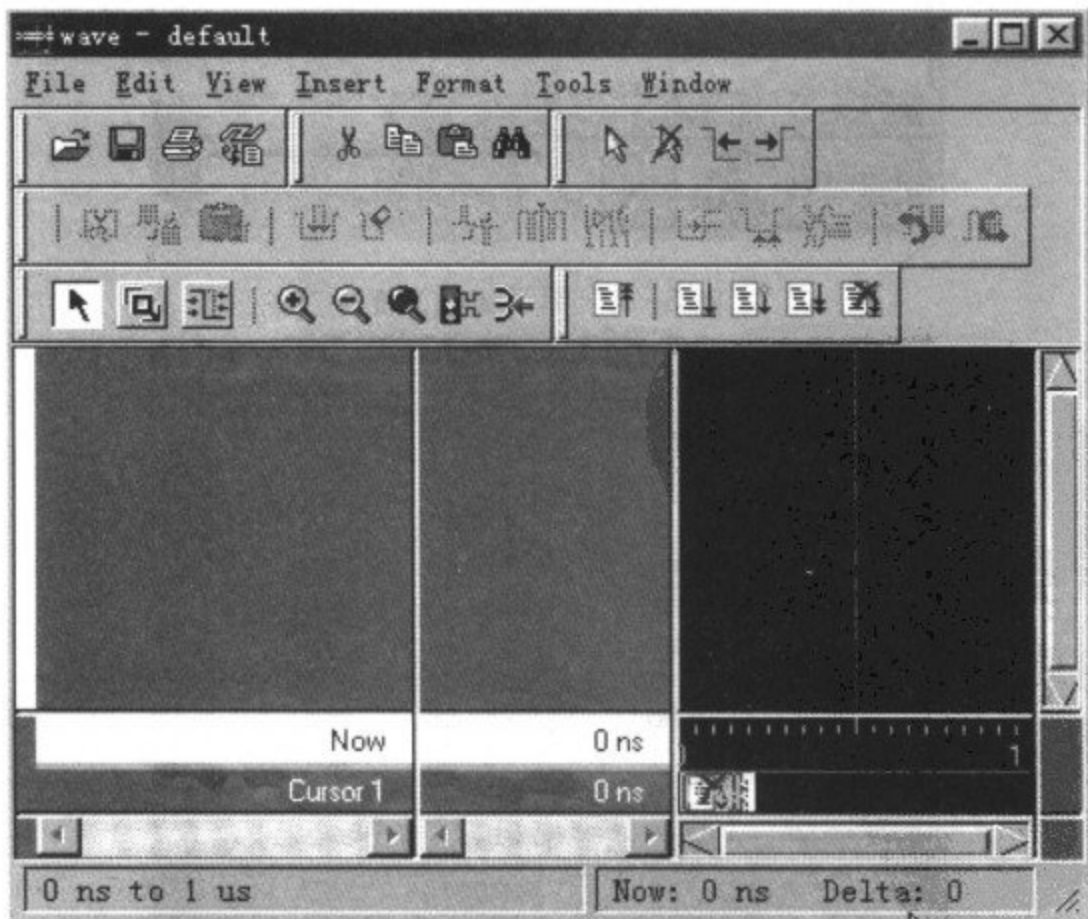 wave - default
File Edit View Insert Format Tools Window
Now 0 ns
1
Cursor 1 0 ns
0 ns to 1 us Now: 0 ns Delta: 0